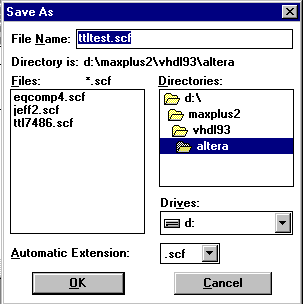 Save As
File Name: ttltest.scf
Directory is: d:\maxplus2\vhdl93\altera
Files: *.scf
eqcomp4.scf
jeff2.scf
ttl7486.scf
Directories:
d:\
maxplus2
vhdl93
altera
Drives:
d:
Automatic Extension: .scf
OK Cancel